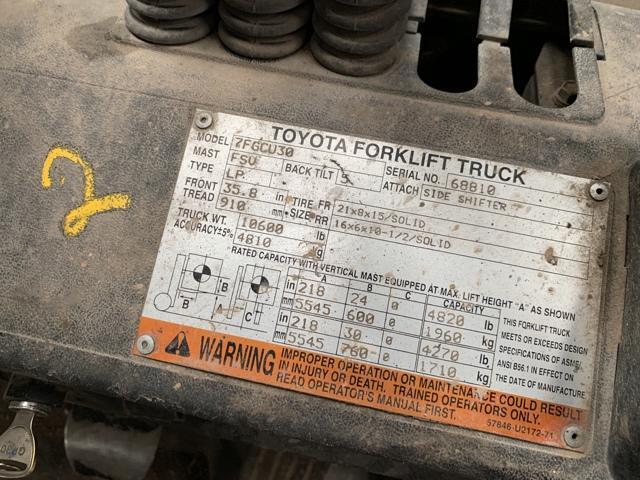 2
TOYOTA FORKLIFT TRUCK
MODEL 7FGCU30 SERIAL NO. 68810
MAST FSV BACK TILT 5 ATTACH SIDE SHIFTER
TYPE LP
FRONT TREAD 35.8 in TIRE SIZE FR 21x8x15/SOLID
910 mm RR 16x6x10-1/2/SOLID
TRUCK WT. 10600 lb
ACCURACY±5% 4810 kg
RATED CAPACITY WITH VERTICAL MAST EQUIPPED AT MAX. LIFT HEIGHT "A" AS SHOWN
A B C CAPACITY
in 218 24 0 4820 lb
mm 5545 600 0 1960 kg
in 218 30 0 4270 lb
mm 5545 760 0 1710 kg
B B A C
THIS FORKLIFT TRUCK
MEETS OR EXCEEDS DESIGN
SPECIFICATIONS OF ASME/
ANSI B56.1 IN EFFECT ON
THE DATE OF MANUFACTURE
WARNING
IMPROPER OPERATION OR MAINTENANCE COULD RESULT
IN INJURY OR DEATH. TRAINED OPERATORS ONLY.
READ OPERATOR'S MANUAL FIRST.
57846-U2172-71